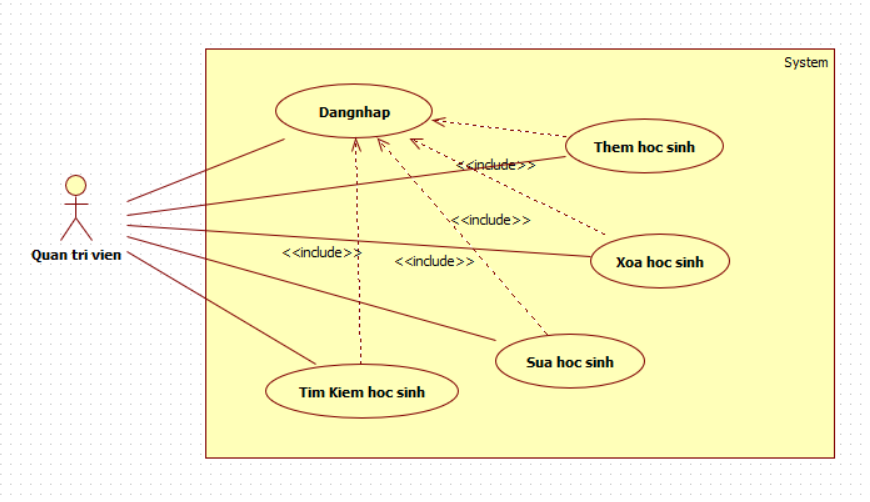 System
Dangnhap
Them hoc sinh
<<include>>
<<include>>
Quan tri vien
<<include>>
<<include>>
Xoa hoc sinh
Sua hoc sinh
Tim Kiem hoc sinh